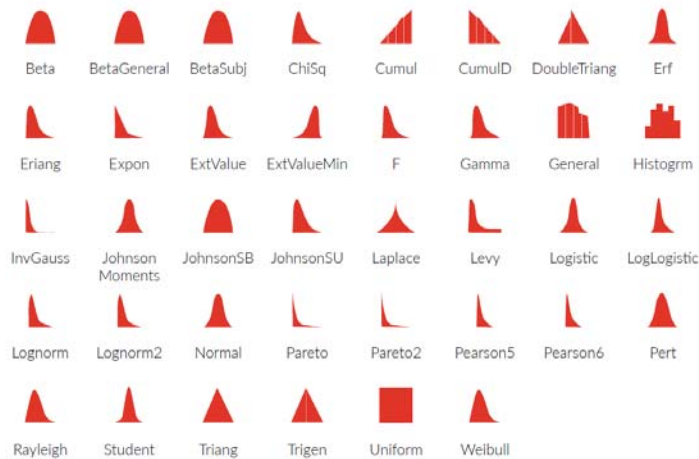 Beta BetaGeneral BetaSubj ChiSq Cumul CumulD DoubleTriang Erf
Eriang Expon ExtValue ExtValueMin F Gamma General Histogrm
InvGauss Johnson Moments JohnsonSB JohnsonSU Laplace Levy Logistic LogLogistic
Lognorm Lognorm2 Normal Pareto Pareto2 Pearson5 Pearson6 Pert
Rayleigh Student Triang Trigen Uniform Weibull